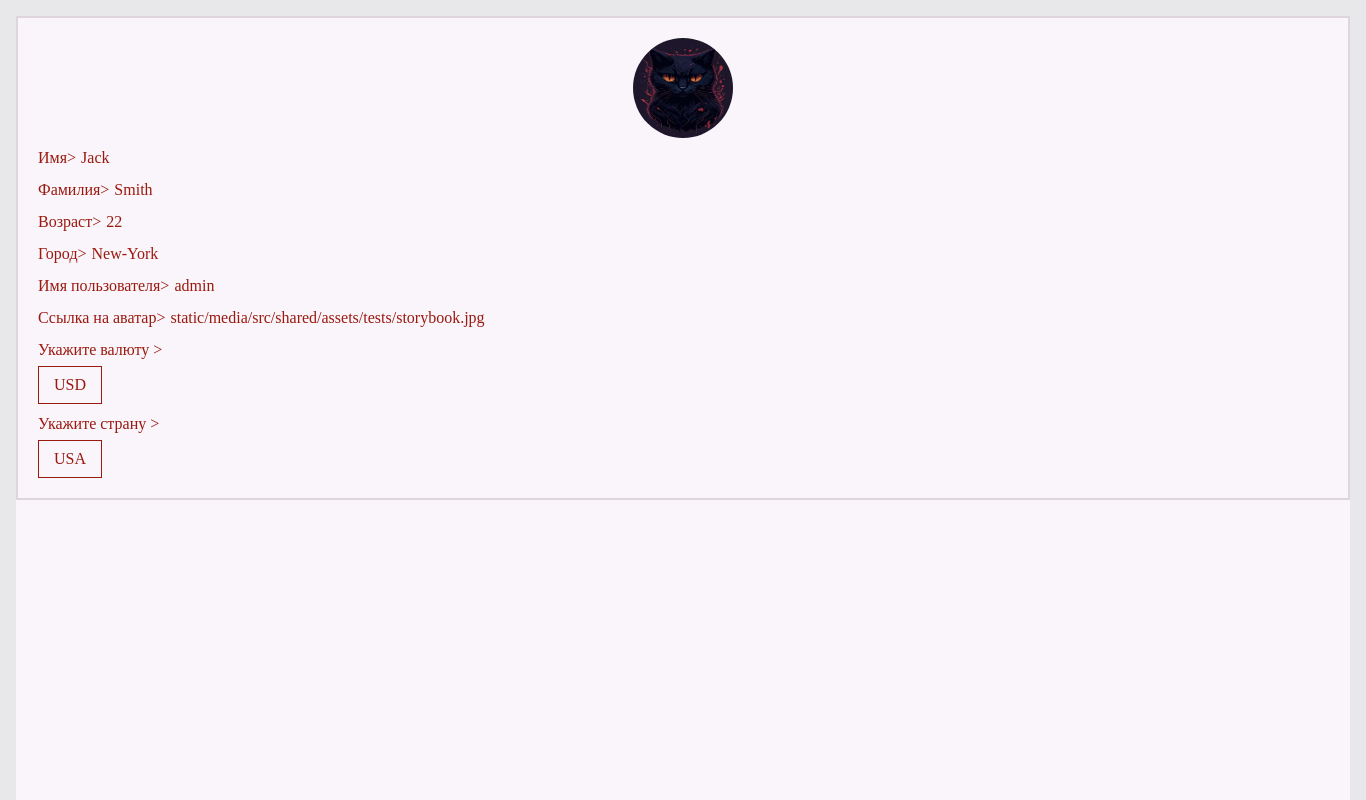 Имя> Jack
Фамилия> Smith
Возраст> 22
Город> New-York
Имя пользователя> admin
Ссылка на аватар> static/media/src/shared/assets/tests/storybook.jpg
Укажите валюту >
USD
Укажите страну >
USA